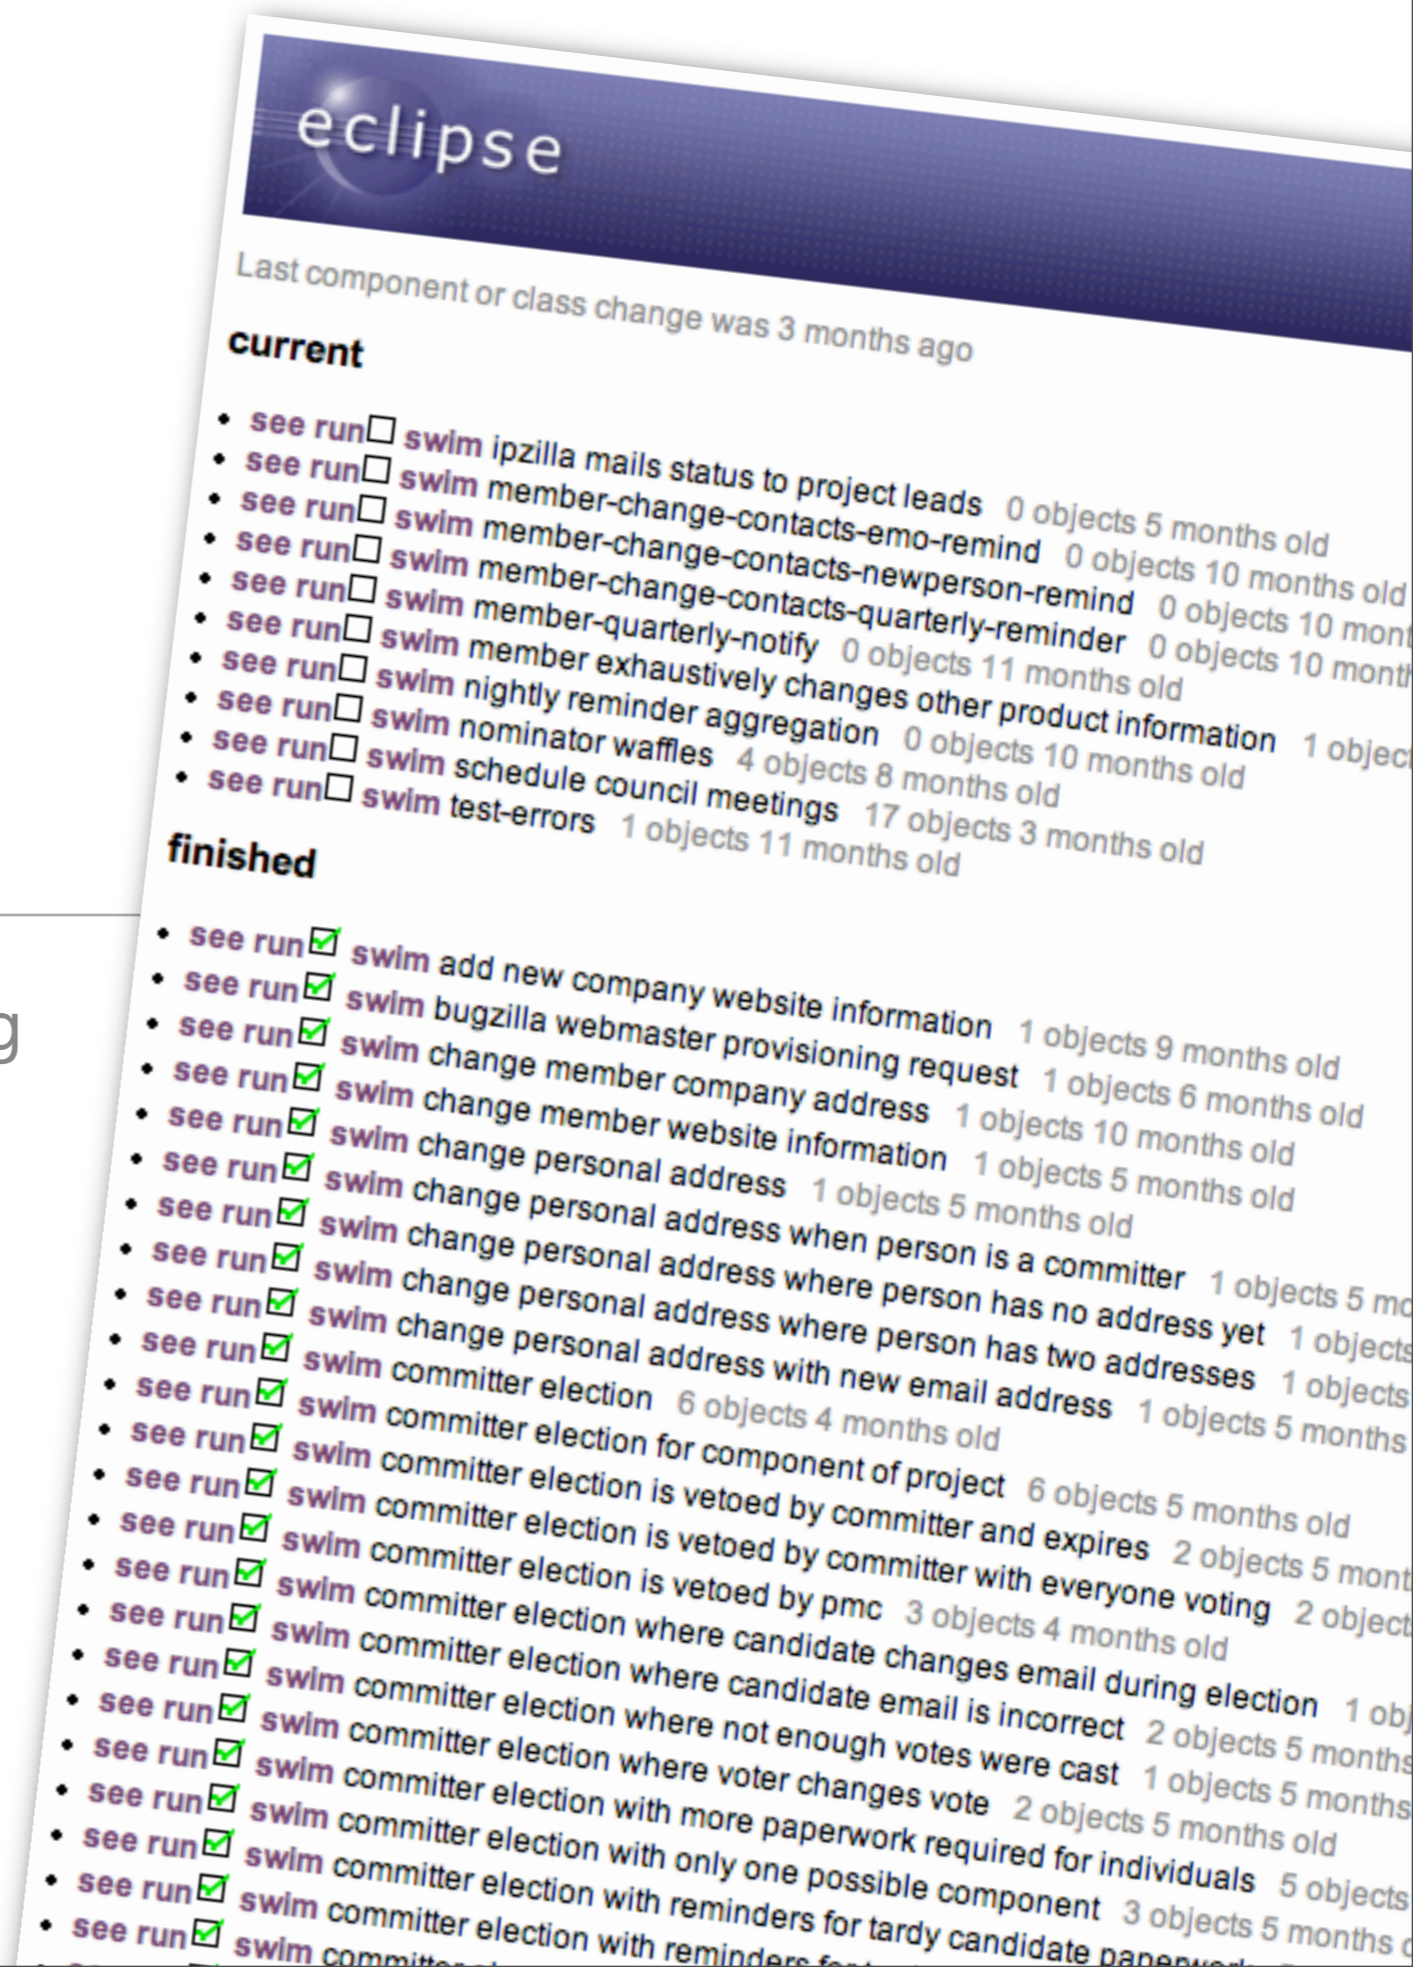 eclipse
Last component or class change was 3 months ago
current
see run swim ipzilla mails status to project leads 0 objects 5 months old
see run swim member-change-contacts-emo-remind 0 objects 10 months old
see run swim member-change-contacts-newperson-remind 0 objects 10 mont
see run swim member-change-contacts-quarterly-reminder 0 objects 10 month
see run swim member-quarterly-notify 0 objects 11 months old
see run swim member exhaustively changes other product information 1 object
see run swim nightly reminder aggregation 0 objects 10 months old
see run swim nominator waffles 4 objects 8 months old
see run swim schedule council meetings 17 objects 3 months old
see run swim test-errors 1 objects 11 months old
finished
see run swim add new company website information 1 objects 9 months old
see run swim bugzilla webmaster provisioning request 1 objects 6 months old
see run swim change member company address 1 objects 10 months old
see run swim change member website information 1 objects 5 months old
see run swim change personal address 1 objects 5 months old
see run swim change personal address when person is a committer 1 objects 5 mo
see run swim change personal address where person has no address yet 1 objects
see run swim change personal address where person has two addresses 1 objects
see run swim change personal address with new email address 1 objects 5 months
see run swim committer election 6 objects 4 months old
see run swim committer election for component of project 6 objects 5 months old
see run swim committer election is vetoed by committer and expires 2 objects 5 mont
see run swim committer election is vetoed by committer with everyone voting 2 object
see run swim committer election is vetoed by pmc 3 objects 4 months old
see run swim committer election where candidate changes email during election 1 obj
see run swim committer election where candidate email is incorrect 2 objects 5 months
see run swim committer election where not enough votes were cast 1 objects 5 months
see run swim committer election where voter changes vote 2 objects 5 months old
see run swim committer election with more paperwork required for individuals 5 objects
see run swim committer election with only one possible component 3 objects 5 months o
see run swim committer election with reminders for tardy candidate paperwork
see run swim committer election with reminders for
see run swim
g